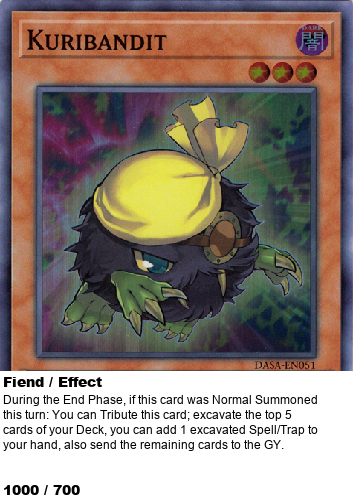 KURIBANDIT
DARK
闇
DASA-EN051
Fiend / Effect
During the End Phase, if this card was Normal Summoned
this turn: You can Tribute this card; excavate the top 5
cards of your Deck, you can add 1 excavated Spell/Trap to
your hand, also send the remaining cards to the GY.
1000 / 700